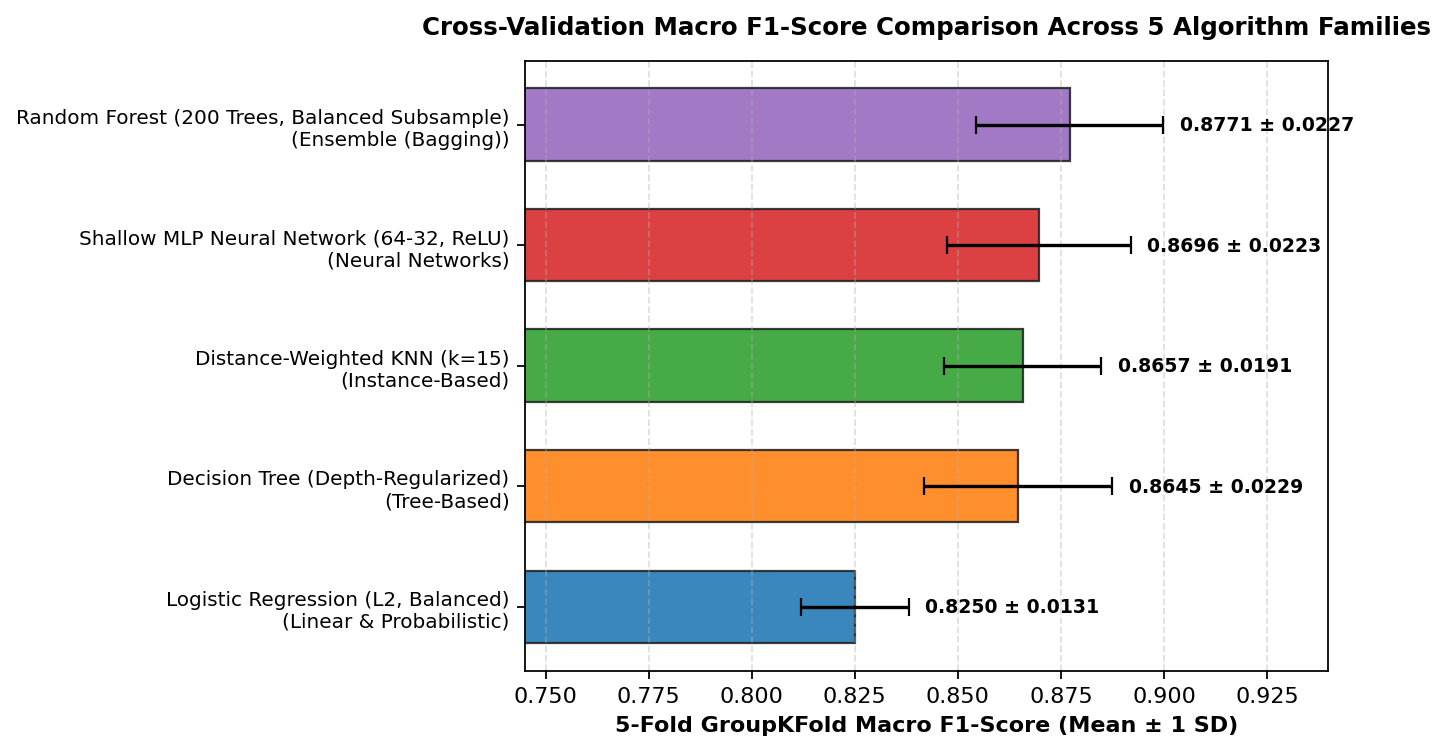 Cross-Validation Macro F1-Score Comparison Across 5 Algorithm Families
Random Forest (200 Trees, Balanced Subsample)
(Ensemble (Bagging))
0.8771 ± 0.0227
Shallow MLP Neural Network (64-32, ReLU)
(Neural Networks)
0.8696 ± 0.0223
Distance-Weighted KNN (k=15)
(Instance-Based)
0.8657 ± 0.0191
Decision Tree (Depth-Regularized)
(Tree-Based)
0.8645 ± 0.0229
Logistic Regression (L2, Balanced)
(Linear & Probabilistic)
0.8250 ± 0.0131
0.750 0.775 0.800 0.825 0.850 0.875 0.900 0.925
5-Fold GroupKFold Macro F1-Score (Mean ± 1 SD)